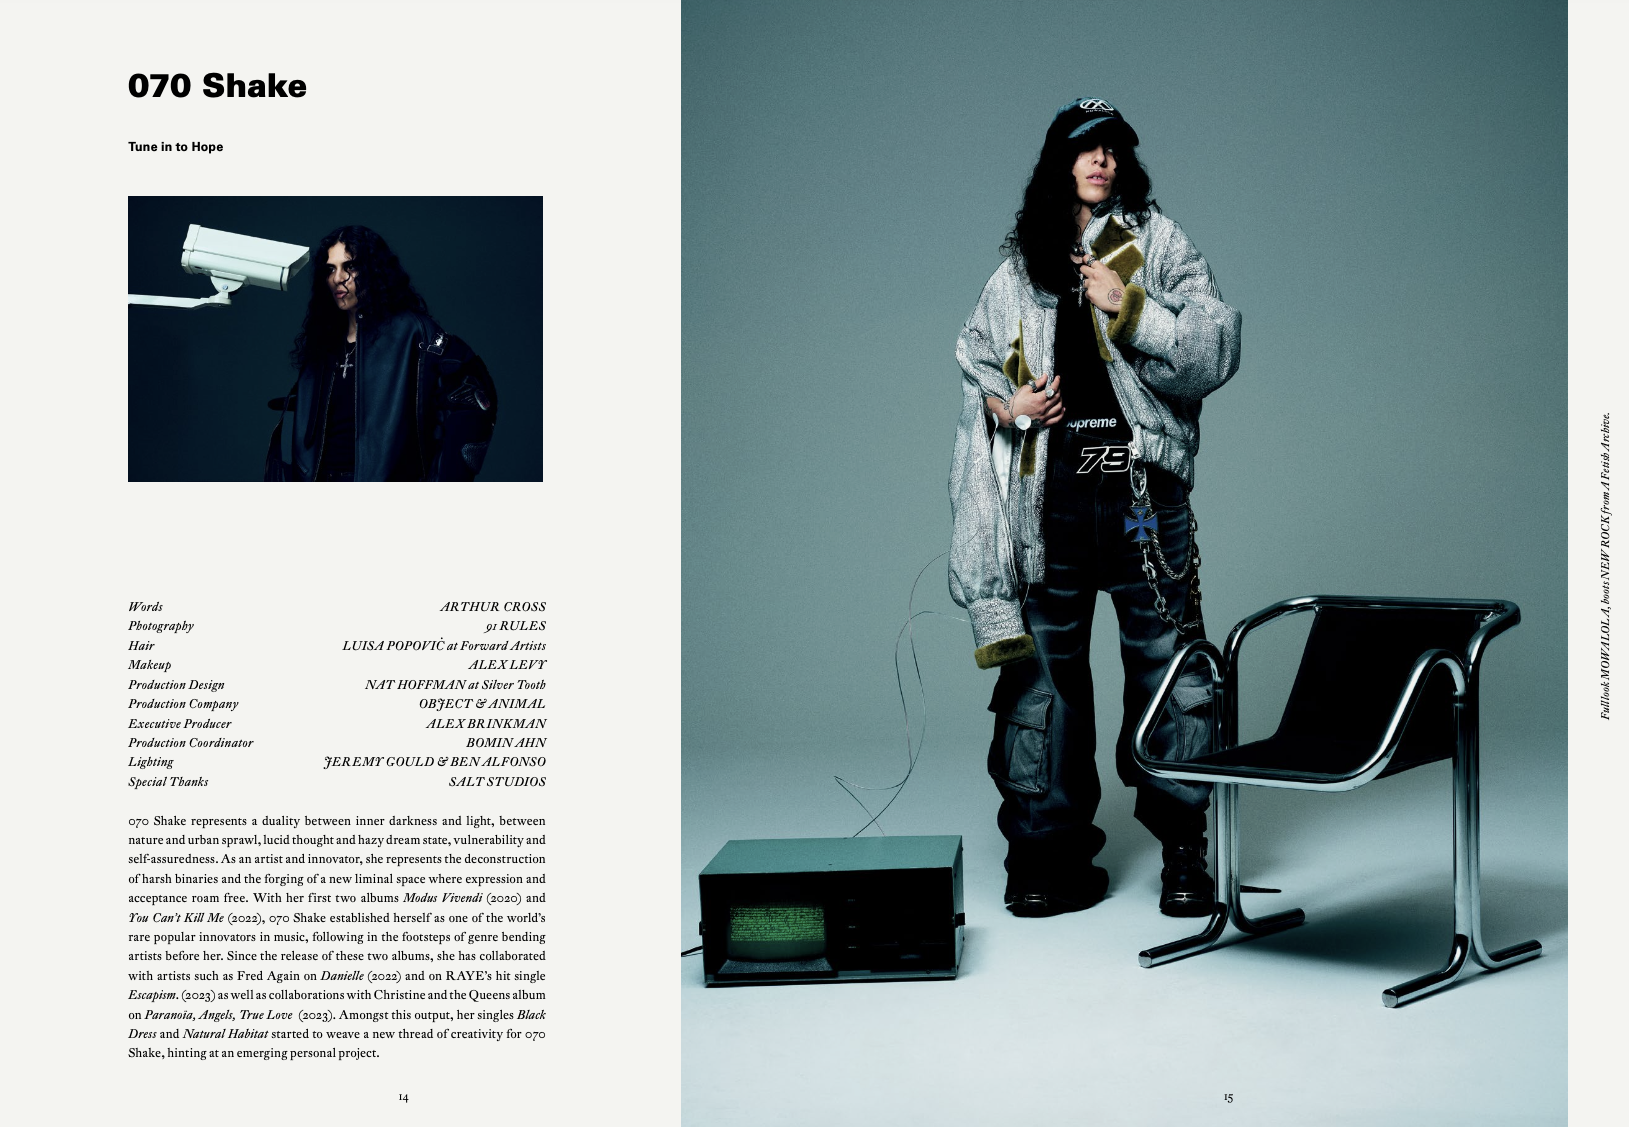 070 Shake
Tune in to Hope
Words ARTHUR CROSS
Photography 91 RULES
Hair LUISA POPOVIĊ at Forward Artists
Makeup ALEX LEVY
Production Design NAT HOFFMAN at Silver Tooth
Production Company OBJECT & ANIMAL
Executive Producer ALEX BRINKMAN
Production Coordinator BOMIN AHN
Lighting JEREMY GOULD & BEN ALFONSO
Special Thanks SALT STUDIOS
070 Shake represents a duality between inner darkness and light, between
nature and urban sprawl, lucid thought and hazy dream state, vulnerability and
self-assuredness. As an artist and innovator, she represents the deconstruction
of harsh binaries and the forging of a new liminal space where expression and
acceptance roam free. With her first two albums Modus Vivendi (2020) and
You Can't Kill Me (2022), 070 Shake established herself as one of the world's
rare popular innovators in music, following in the footsteps of genre bending
artists before her. Since the release of these two albums, she has collaborated
with artists such as Fred Again on Danielle (2022) and on RAYE's hit single
Escapism. (2023) as well as collaborations with Christine and the Queens album
on Paranoïa, Angels, True Love (2023). Amongst this output, her singles Black
Dress and Natural Habitat started to weave a new thread of creativity for 070
Shake, hinting at an emerging personal project.
14
upreme
79
15
Full look MOWALOLA, boots NEW ROCK from A Fetish Archive.